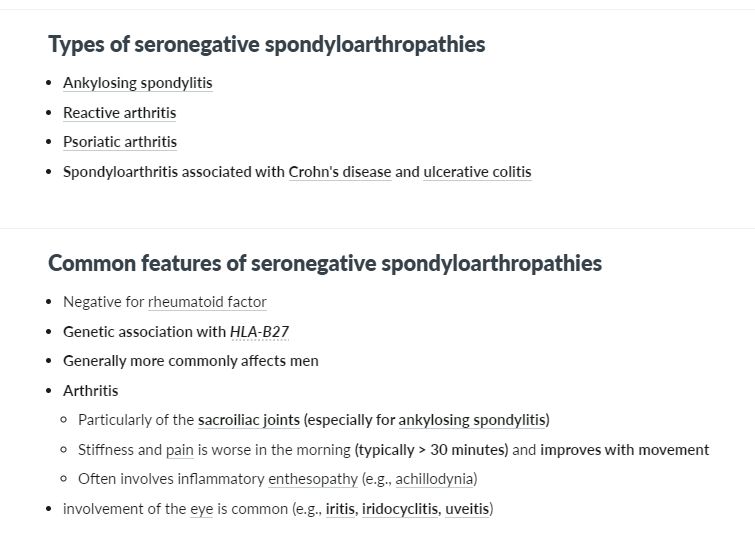 Types of seronegative spondyloarthropathies
• Ankylosing spondylitis
• Reactive arthritis
• Psoriatic arthritis
• Spondyloarthritis associated with Crohn's disease and ulcerative colitis
Common features of seronegative spondyloarthropathies
• Negative for rheumatoid factor
• Genetic association with HLA-B27
• Generally more commonly affects men
• Arthritis
◦ Particularly of the sacroiliac joints (especially for ankylosing spondylitis)
◦ Stiffness and pain is worse in the morning (typically > 30 minutes) and improves with movement
◦ Often involves inflammatory enthesopathy (e.g., achillodynia)
• involvement of the eye is common (e.g., iritis, iridocyclitis, uveitis)